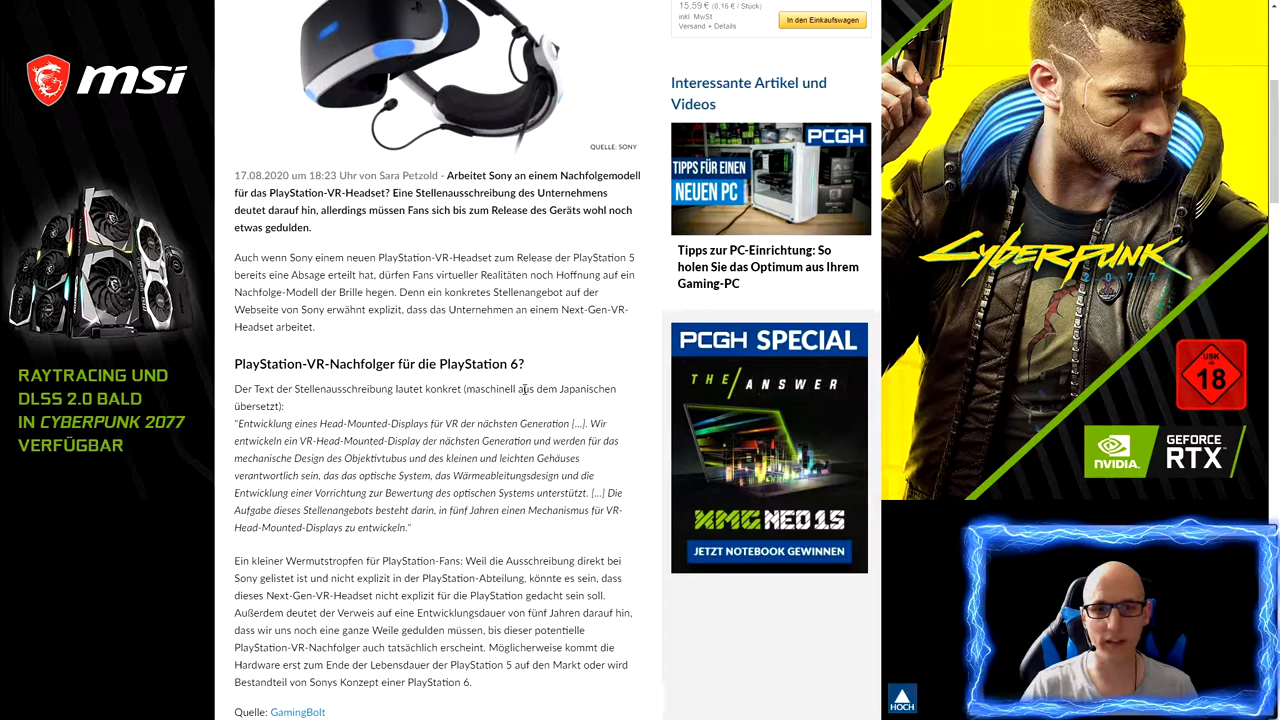 msi
RAYTRACING UND
DLSS 2.0 BALD
IN CYBERPUNK 2077
VERFÜGBAR
QUELLE: SONY
17.08.2020 um 18:23 Uhr von Sara Petzold - Arbeitet Sony an einem Nachfolgemodell
für das PlayStation-VR-Headset? Eine Stellenausschreibung des Unternehmens
deutet darauf hin, allerdings müssen Fans sich bis zum Release des Geräts wohl noch
etwas gedulden.
Auch wenn Sony einem neuen PlayStation-VR-Headset zum Release der PlayStation 5
bereits eine Absage erteilt hat, dürfen Fans virtueller Realitäten noch Hoffnung auf ein
Nachfolge-Modell der Brille hegen. Denn ein konkretes Stellenangebot auf der
Webseite von Sony erwähnt explizit, dass das Unternehmen an einem Next-Gen-VR-
Headset arbeitet.
PlayStation-VR-Nachfolger für die PlayStation 6?
Der Text der Stellenausschreibung lautet konkret (maschinell aus dem Japanischen
übersetzt):
"Entwicklung eines Head-Mounted-Displays für VR der nächsten Generation [...]. Wir
entwickeln ein VR-Head-Mounted-Display der nächsten Generation und werden für das
mechanische Design des Objektivtubus und des kleinen und leichten Gehäuses
verantwortlich sein, das das optische System, das Wärmeableitungsdesign und die
Entwicklung einer Vorrichtung zur Bewertung des optischen Systems unterstützt. [...] Die
Aufgabe dieses Stellenangebots besteht darin, in fünf Jahren einen Mechanismus für VR-
Head-Mounted-Displays zu entwickeln."
Ein kleiner Wermutstropfen für PlayStation-Fans: Weil die Ausschreibung direkt bei
Sony gelistet ist und nicht explizit in der PlayStation-Abteilung, könnte es sein, dass
dieses Next-Gen-VR-Headset nicht explizit für die PlayStation gedacht sein soll.
Außerdem deutet der Verweis auf eine Entwicklungsdauer von fünf Jahren darauf hin,
dass wir uns noch eine ganze Weile gedulden müssen, bis dieser potentielle
PlayStation-VR-Nachfolger auch tatsächlich erscheint. Möglicherweise kommt die
Hardware erst zum Ende der Lebensdauer der PlayStation 5 auf den Markt oder wird
Bestandteil von Sonys Konzept einer PlayStation 6.
Quelle: GamingBolt
15,59 € (0,16 € / Stück)
inkl. MwSt
Versand + Details
In den Einkaufswagen
Interessante Artikel und
Videos
PCGH
TIPPS FÜR EINEN
NEUEN PC
Tipps zur PC-Einrichtung: So
holen Sie das Optimum aus Ihrem
Gaming-PC
PCGH SPECIAL
THE/ANSWER
XMG NEO 15
JETZT NOTEBOOK GEWINNEN
CYBERPUNK
2077
USK
ab
18
NVIDIA.
GEFORCE
RTX
HOCH